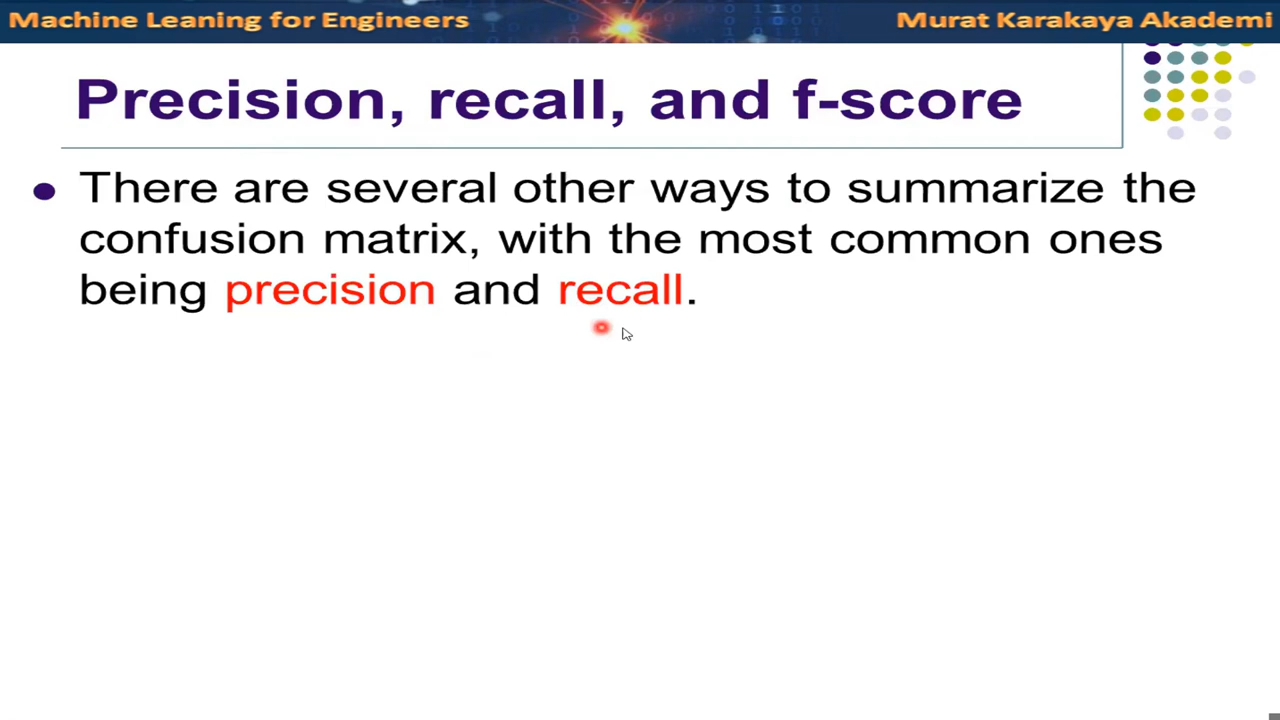 Machine Leaning for Engineers
Murat Karakaya Akademi
Precision, recall, and f-score
There are several other ways to summarize the
confusion matrix, with the most common ones
being precision and recall.